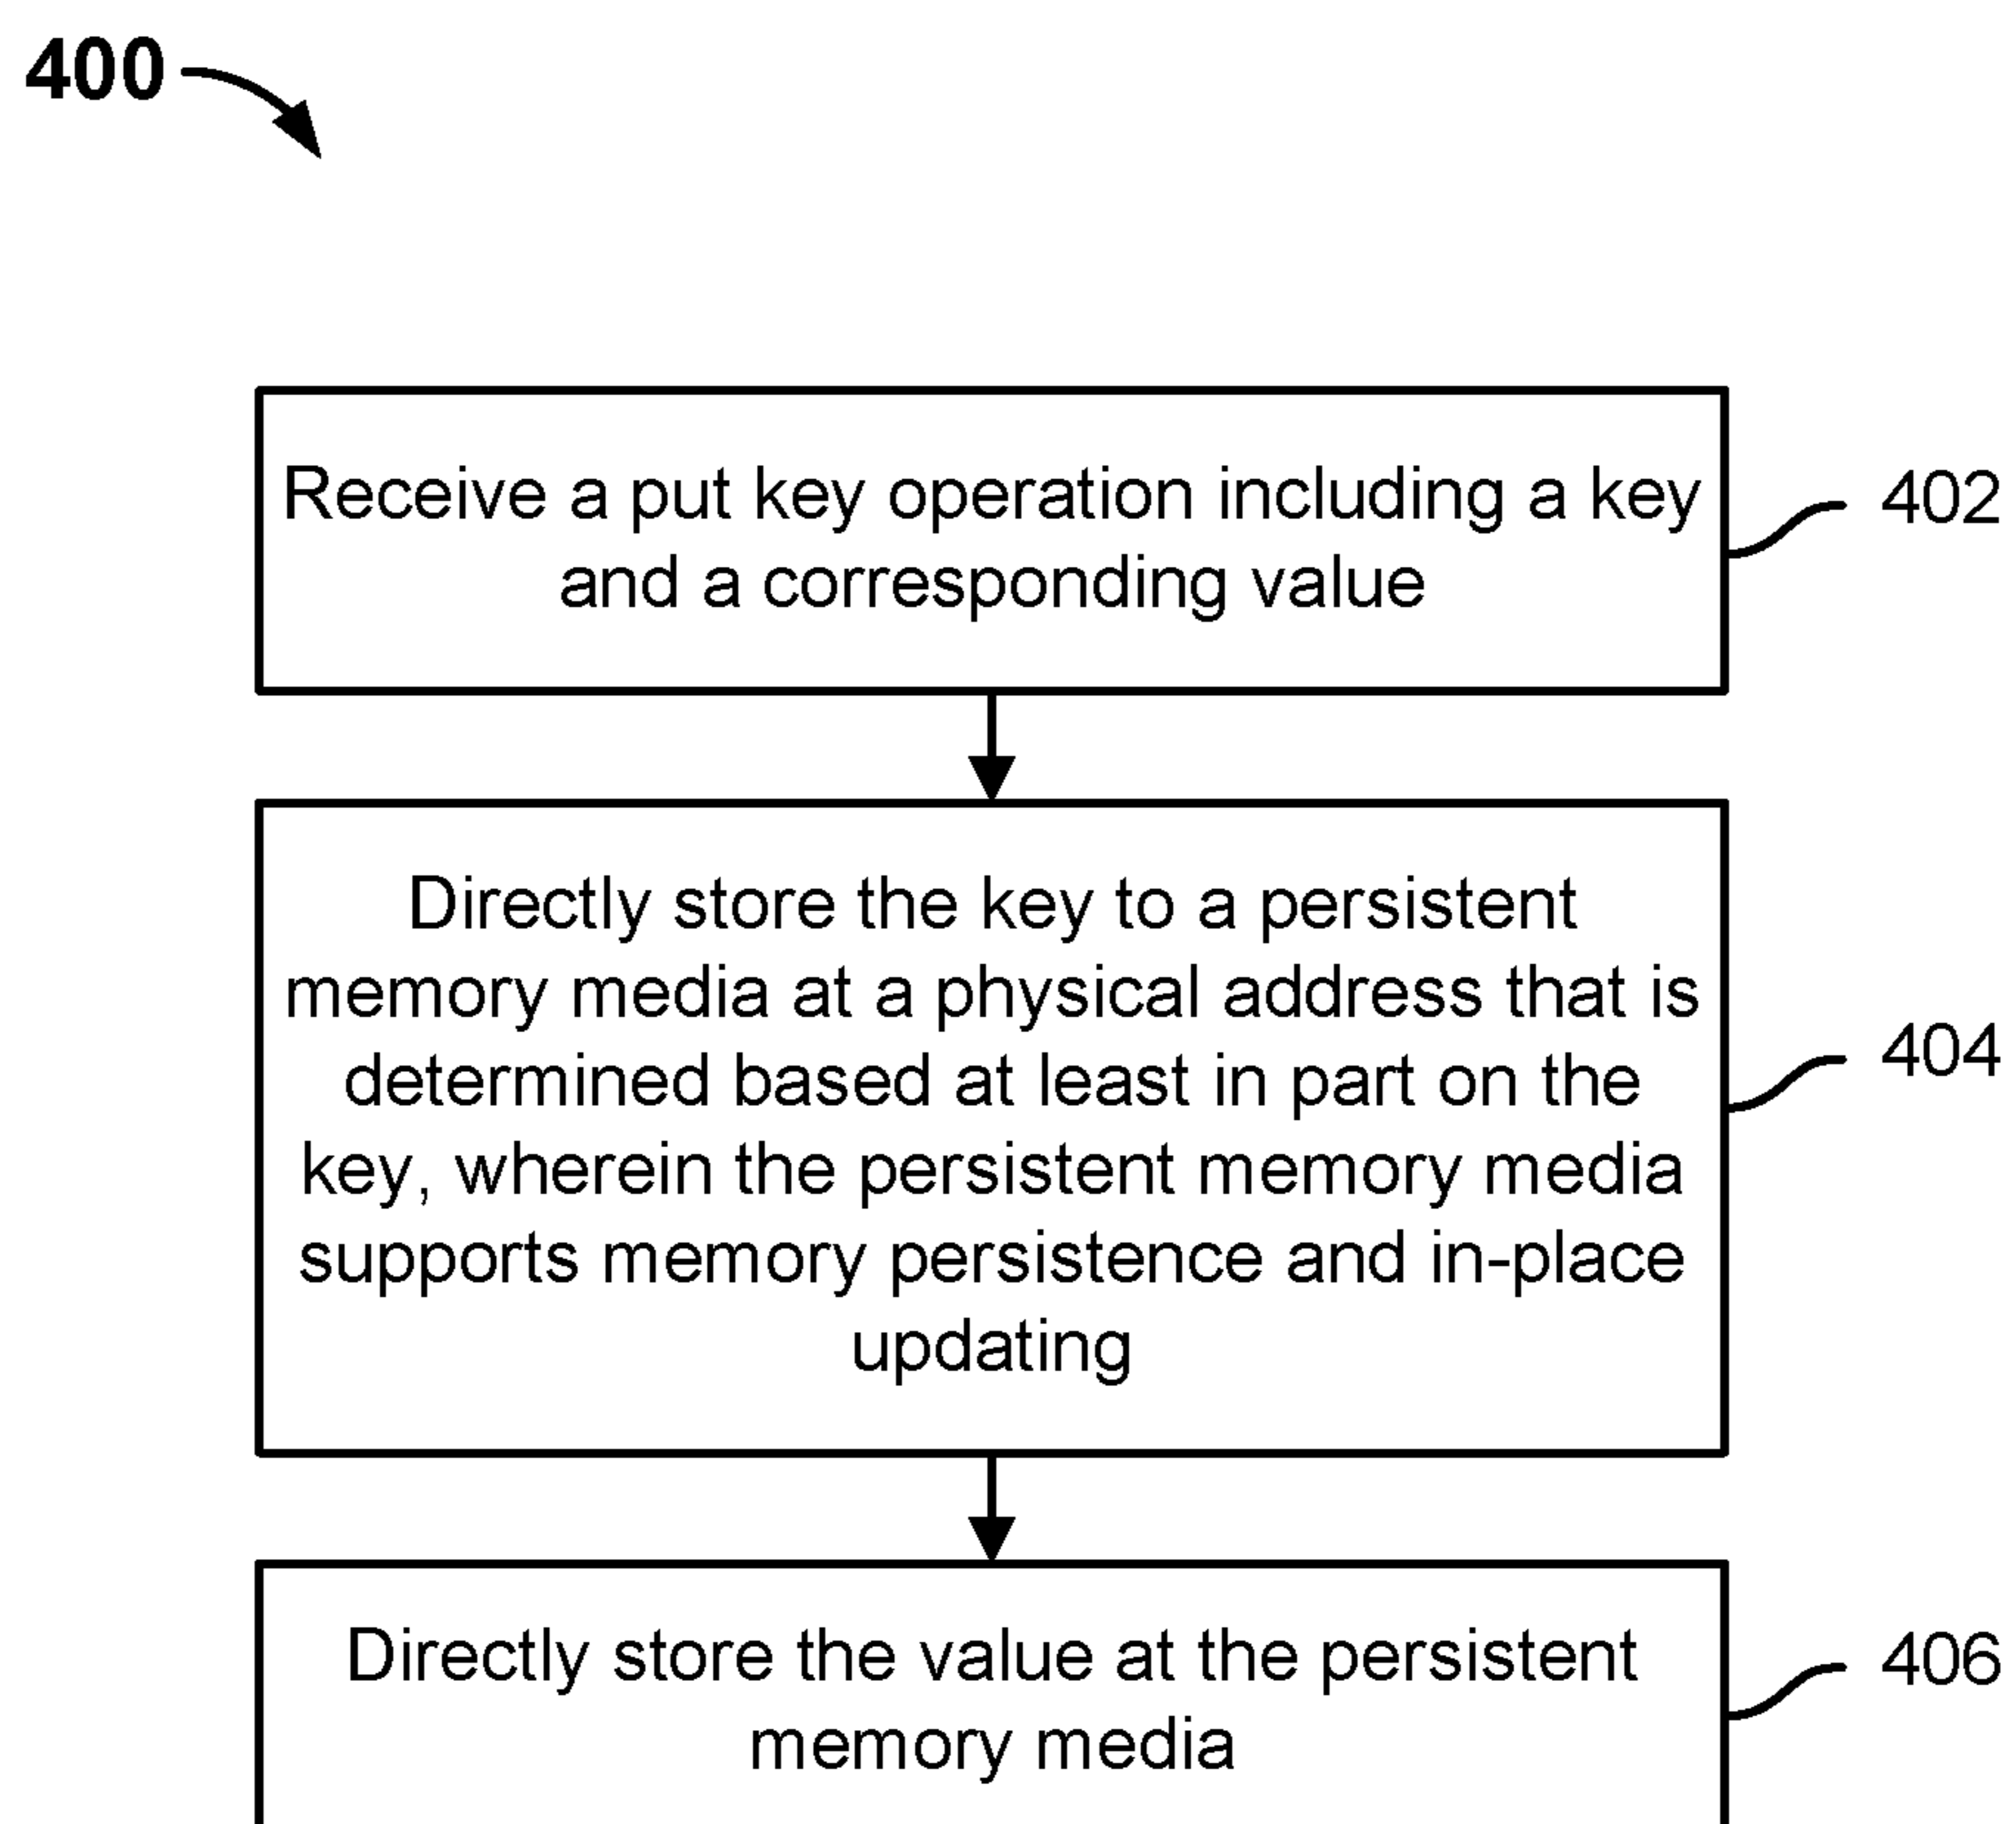 400
Receive a put key operation including a key
and a corresponding value
402
Directly store the key to a persistent
memory media at a physical address that is
determined based at least in part on the
key, wherein the persistent memory media
supports memory persistence and in-place
updating
404
Directly store the value at the persistent
memory media
406